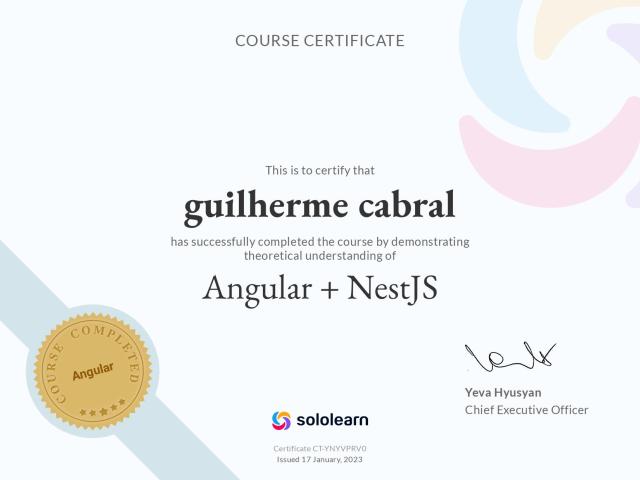 COURSE CERTIFICATE
This is to certify that
guilherme cabral
has successfully completed the course by demonstrating
theoretical understanding of
Angular + NestJS
COURSE COMPLETED
Angular
Yeva Hyusyan
Chief Executive Officer
sololearn
Certificate CT-YNYVPRV0
Issued 17 January, 2023